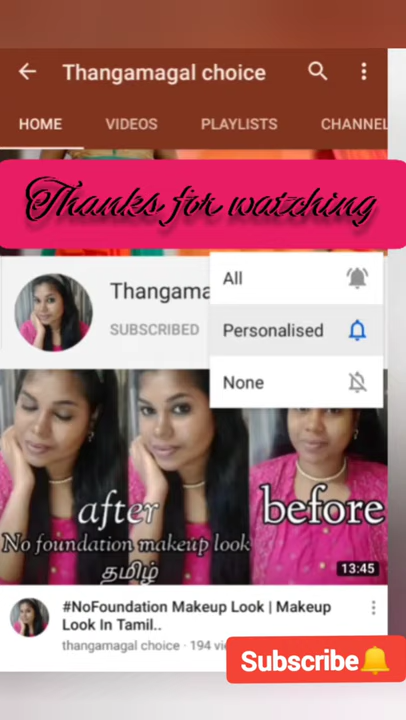 Thangamagal choice
HOME VIDEOS PLAYLISTS CHANNEL
Thanks for watching
All
Thangama
SUBSCRIBED
Personalised
None
after
before
No foundation makeup look
தமிழ்
13:45
#NoFoundation Makeup Look | Makeup
Look In Tamil..
thangamagal choice · 194
Subscribe🔔